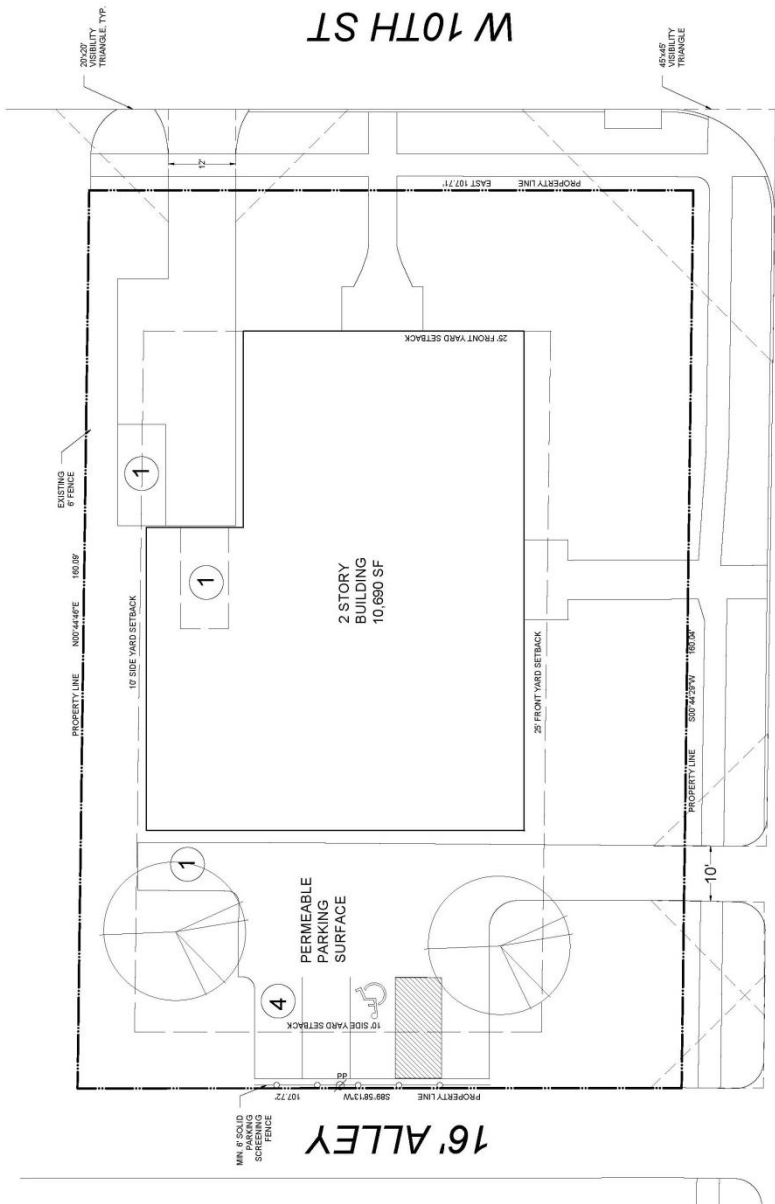 W 10TH ST
20'x20'
VISIBILITY
TRIANGLE, TYP.
45'x45'
VISIBILITY
TRIANGLE
12'
PROPERTY LINE
EAST 107.71'
EXISTING
6' FENCE
PROPERTY LINE
N00°44'46"E
160.09'
10' SIDE YARD SETBACK
25' FRONT YARD SETBACK
1
1
2 STORY
BUILDING
10,690 SF
25' FRONT YARD SETBACK
PROPERTY LINE
S00°44'29"W
160.04'
1
PERMEABLE
PARKING
SURFACE
10'
4
10' SIDE YARD SETBACK
PP
MIN. 6' SOLID
PARKING
SCREENING
FENCE
107.72'
S89°58'13"W
PROPERTY LINE
16' ALLEY